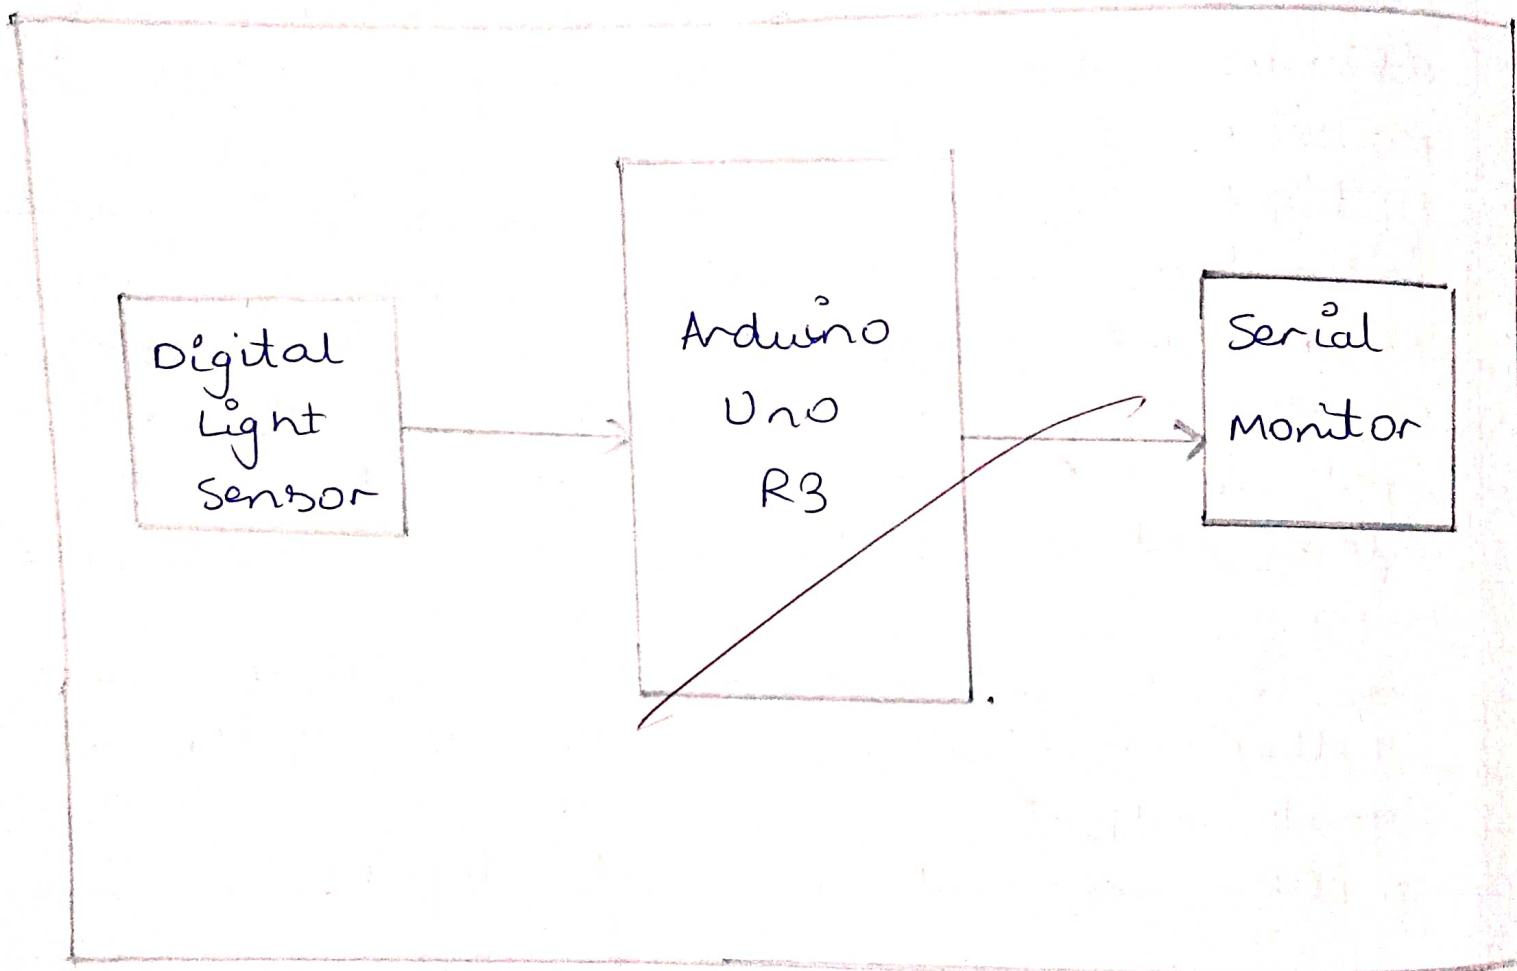 Digital
Light
Sensor
Arduino
Uno
R3
Serial
Monitor